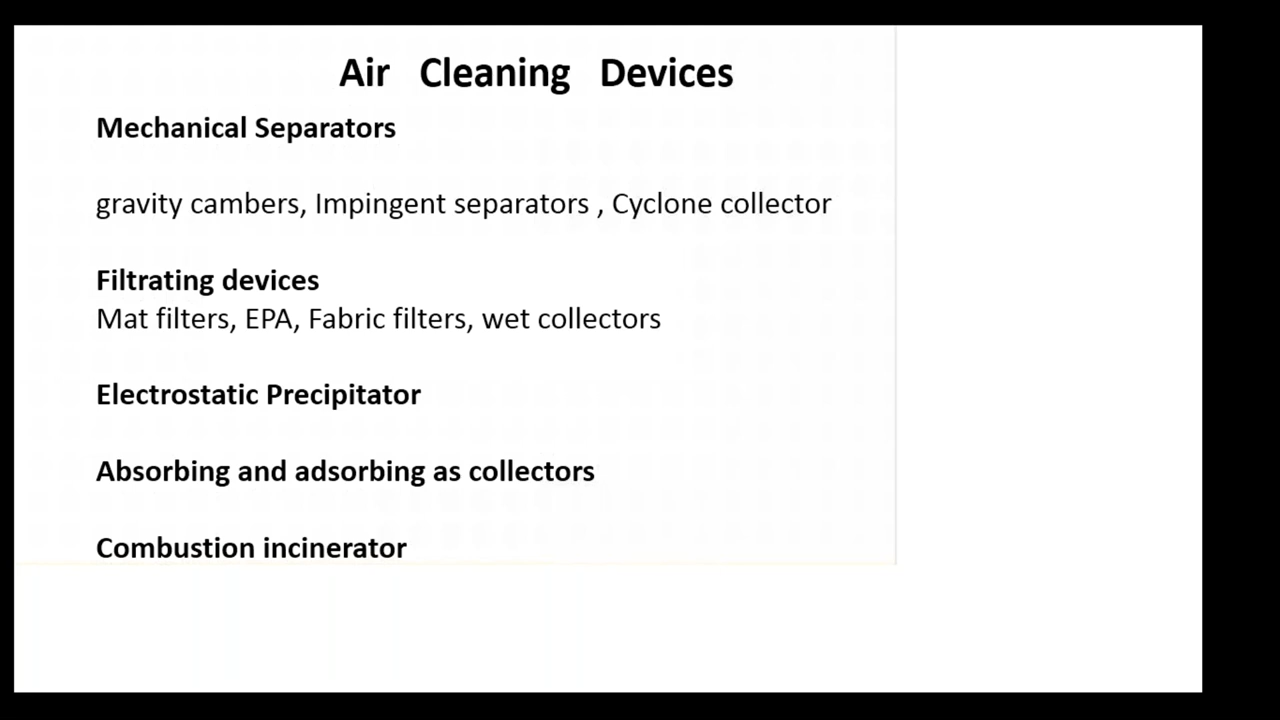 Air Cleaning Devices
Mechanical Separators
gravity cambers, Impingent separators , Cyclone collector
Filtrating devices
Mat filters, EPA, Fabric filters, wet collectors
Electrostatic Precipitator
Absorbing and adsorbing as collectors
Combustion incinerator